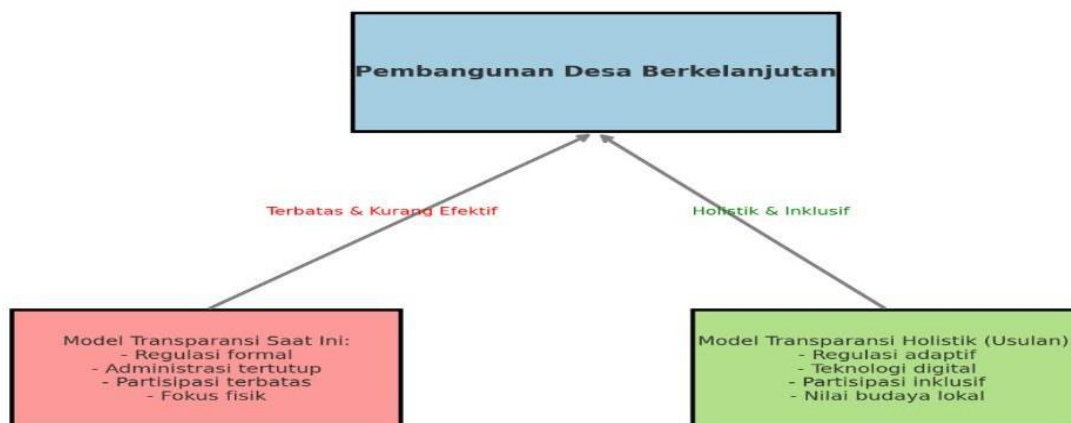 Pembangunan Desa Berkelanjutan
Terbatas & Kurang Efektif
Holistik & Inklusif
Model Transparansi Saat Ini:
- Regulasi formal
- Administrasi tertutup
- Partisipasi terbatas
- Fokus fisik
Model Transparansi Holistik (Usulan)
- Regulasi adaptif
- Teknologi digital
- Partisipasi inklusif
- Nilai budaya lokal